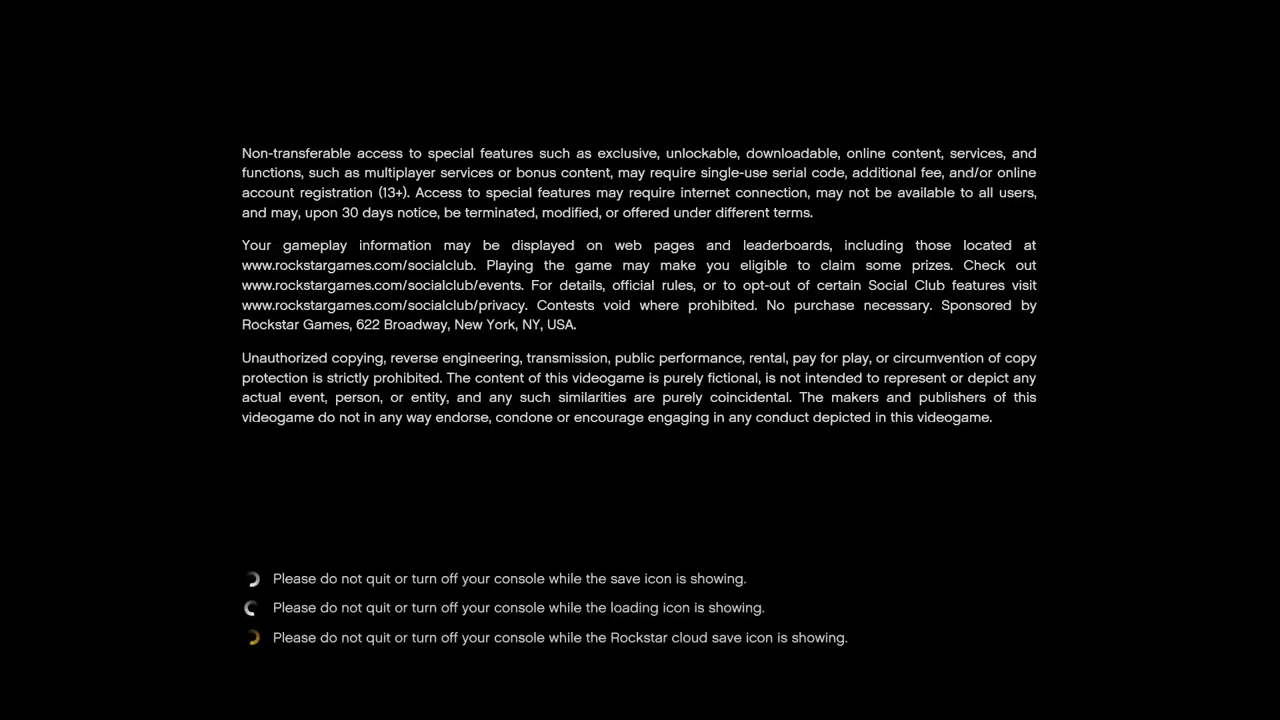 Non-transferable access to special features such as exclusive, unlockable, downloadable, online content, services, and
functions, such as multiplayer services or bonus content, may require single-use serial code, additional fee, and/or online
account registration (13+). Access to special features may require internet connection, may not be available to all users,
and may, upon 30 days notice, be terminated, modified, or offered under different terms.
Your gameplay information may be displayed on web pages and leaderboards, including those located at
www.rockstargames.com/socialclub. Playing the game may make you eligible to claim some prizes. Check out
www.rockstargames.com/socialclub/events. For details, official rules, or to opt-out of certain Social Club features visit
www.rockstargames.com/socialclub/privacy. Contests void where prohibited. No purchase necessary. Sponsored by
Rockstar Games, 622 Broadway, New York, NY, USA.
Unauthorized copying, reverse engineering, transmission, public performance, rental, pay for play, or circumvention of copy
protection is strictly prohibited. The content of this videogame is purely fictional, is not intended to represent or depict any
actual event, person, or entity, and any such similarities are purely coincidental. The makers and publishers of this
videogame do not in any way endorse, condone or encourage engaging in any conduct depicted in this videogame.
Please do not quit or turn off your console while the save icon is showing.
Please do not quit or turn off your console while the loading icon is showing.
Please do not quit or turn off your console while the Rockstar cloud save icon is showing.